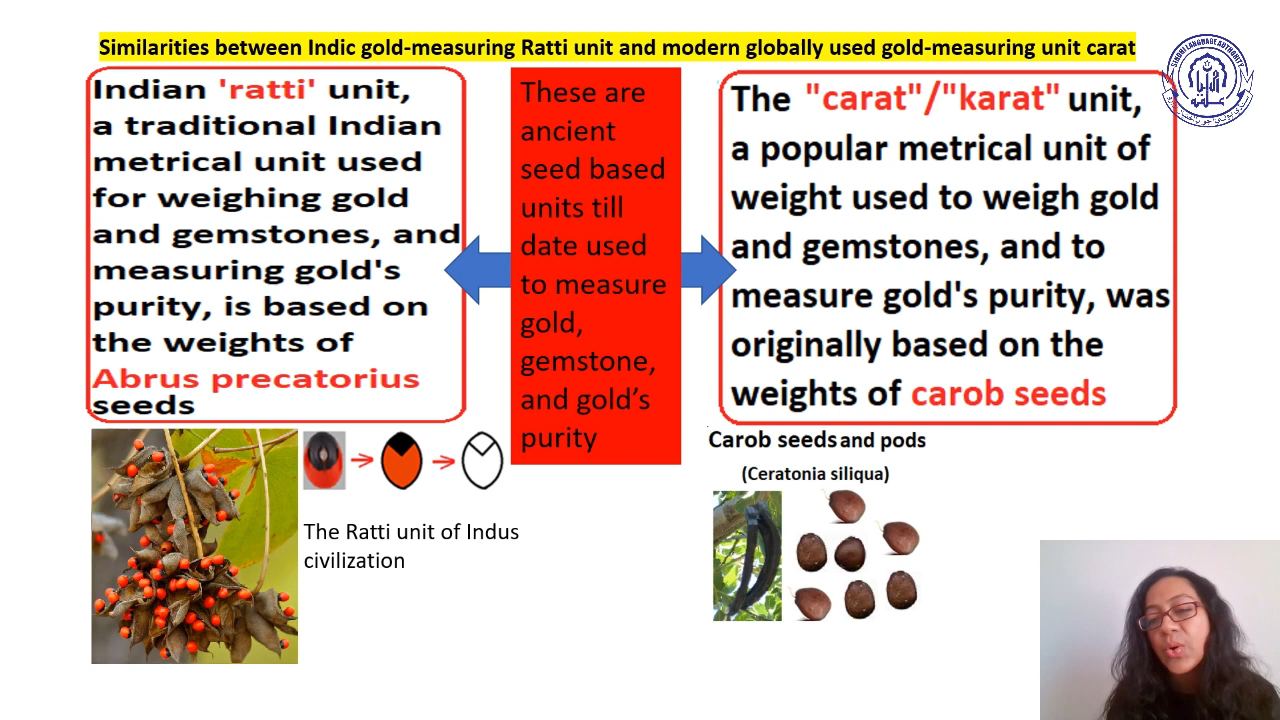 Similarities between Indic gold-measuring Ratti unit and modern globally used gold-measuring unit carat
Indian 'ratti' unit,
a traditional Indian
metrical unit used
for weighing gold
and gemstones, and
measuring gold's
purity, is based on
the weights of
Abrus precatorius
seeds
These are
ancient
seed based
units till
date used
to measure
gold,
gemstone,
and gold’s
purity
The "carat"/"karat" unit,
a popular metrical unit of
weight used to weigh gold
and gemstones, and to
measure gold's purity, was
originally based on the
weights of carob seeds
The Ratti unit of Indus
civilization
Carob seeds and pods
(Ceratonia siliqua)
SINDHI LANGUAGE AUTHORITY